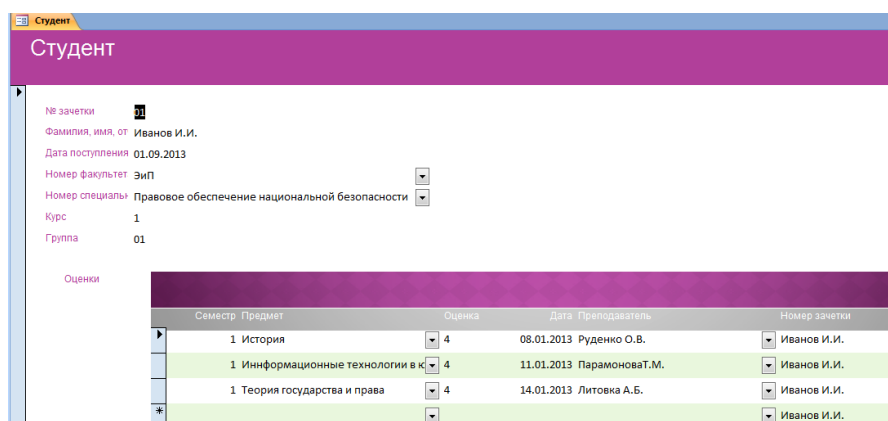 Студент
Студент
№ зачетки 01
Фамилия, имя, от Иванов И.И.
Дата поступления 01.09.2013
Номер факультет ЭиП
Номер специальн Правовое обеспечение национальной безопасности
Курс 1
Группа 01
Оценки
Семестр Предмет Оценка Дата Преподаватель Номер зачетки
1 История 4 08.01.2013 Руденко О.В. Иванов И.И.
1 Иннформационные технологии в к 4 11.01.2013 ПарамоноваТ.М. Иванов И.И.
1 Теория государства и права 4 14.01.2013 Литовка А.Б. Иванов И.И.
Иванов И.И.